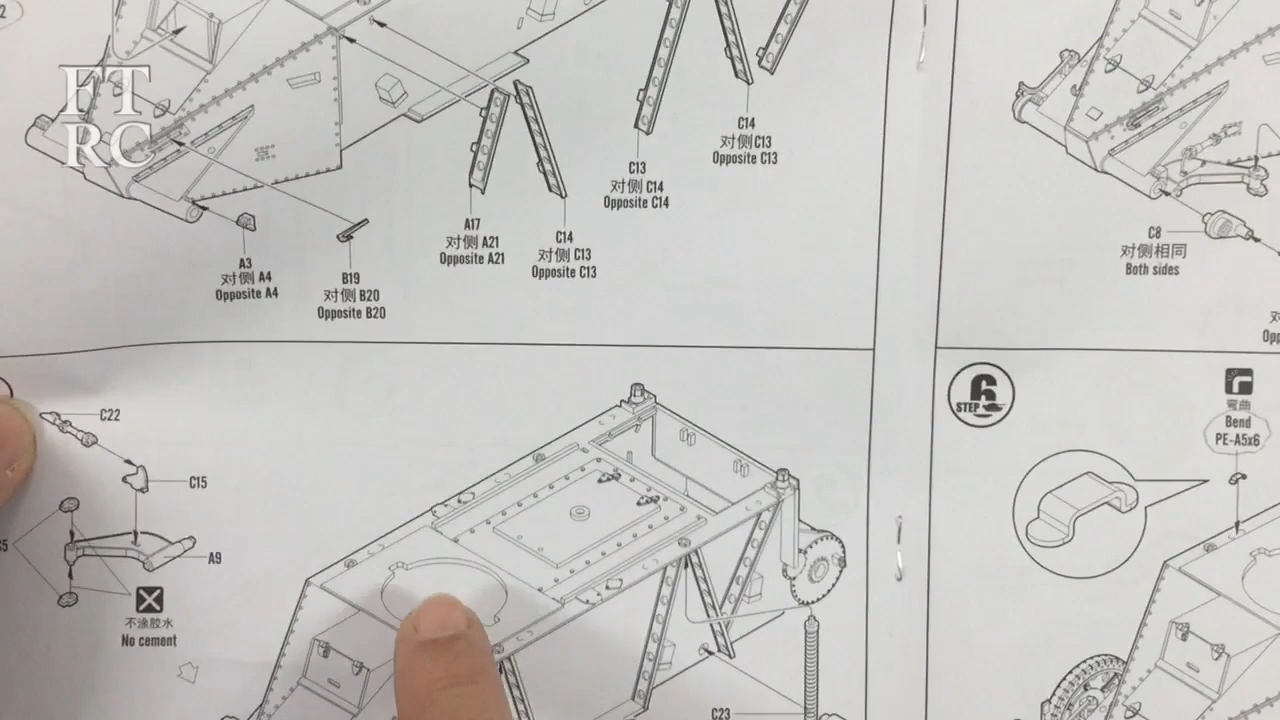 FT
RC
C14
对侧C13
Opposite C13
C13
对侧 C14
Opposite C14
A17
对侧 A21
Opposite A21
C14
对侧 C13
Opposite C13
A3
对侧 A4
Opposite A4
B19
对侧 B20
Opposite B20
C8
对侧相同
Both sides
C22
C15
A9
不涂胶水
No cement
C23
STEP 6
弯曲
Bend
PE-A5x6